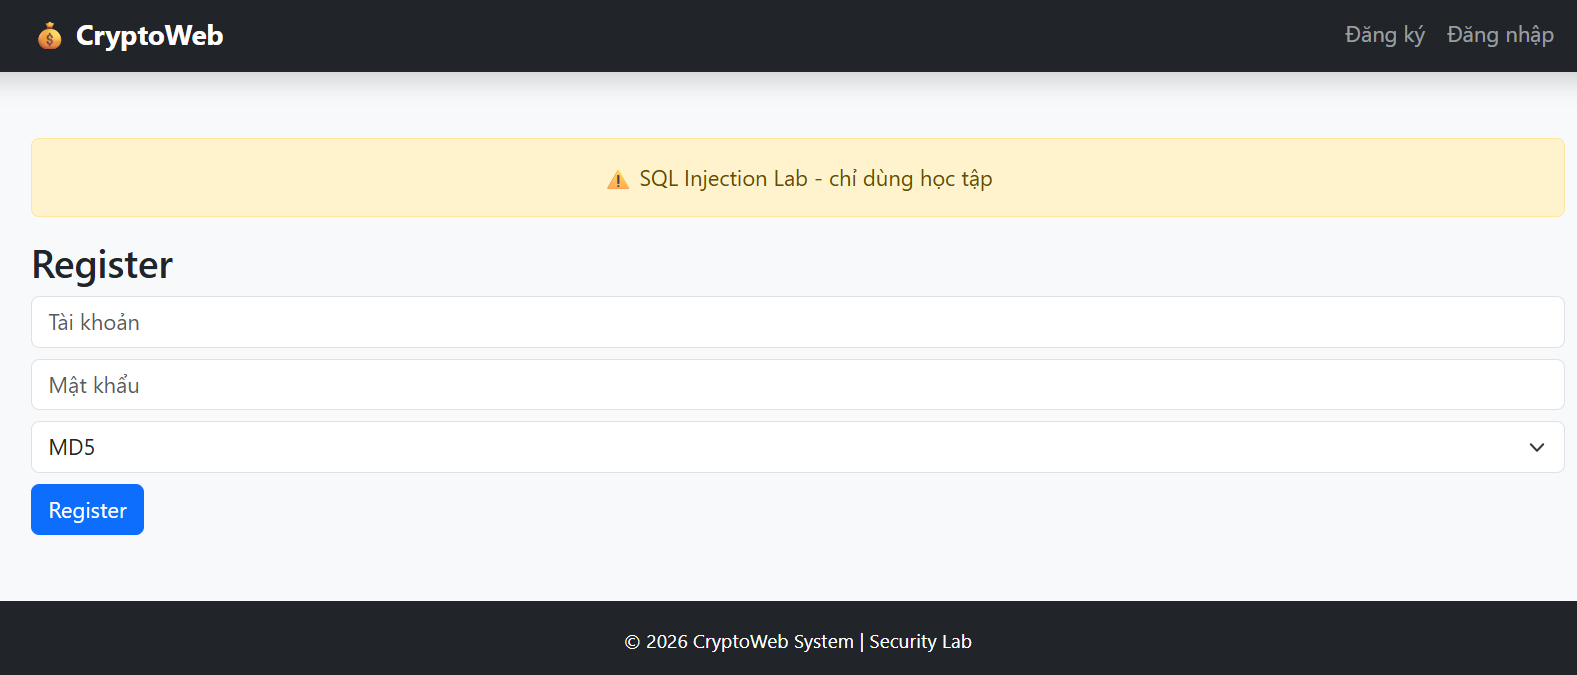 CryptoWeb
Đăng ký Đăng nhập
SQL Injection Lab - chỉ dùng học tập
Register
Tài khoản
Mật khẩu
MD5
Register
© 2026 CryptoWeb System | Security Lab